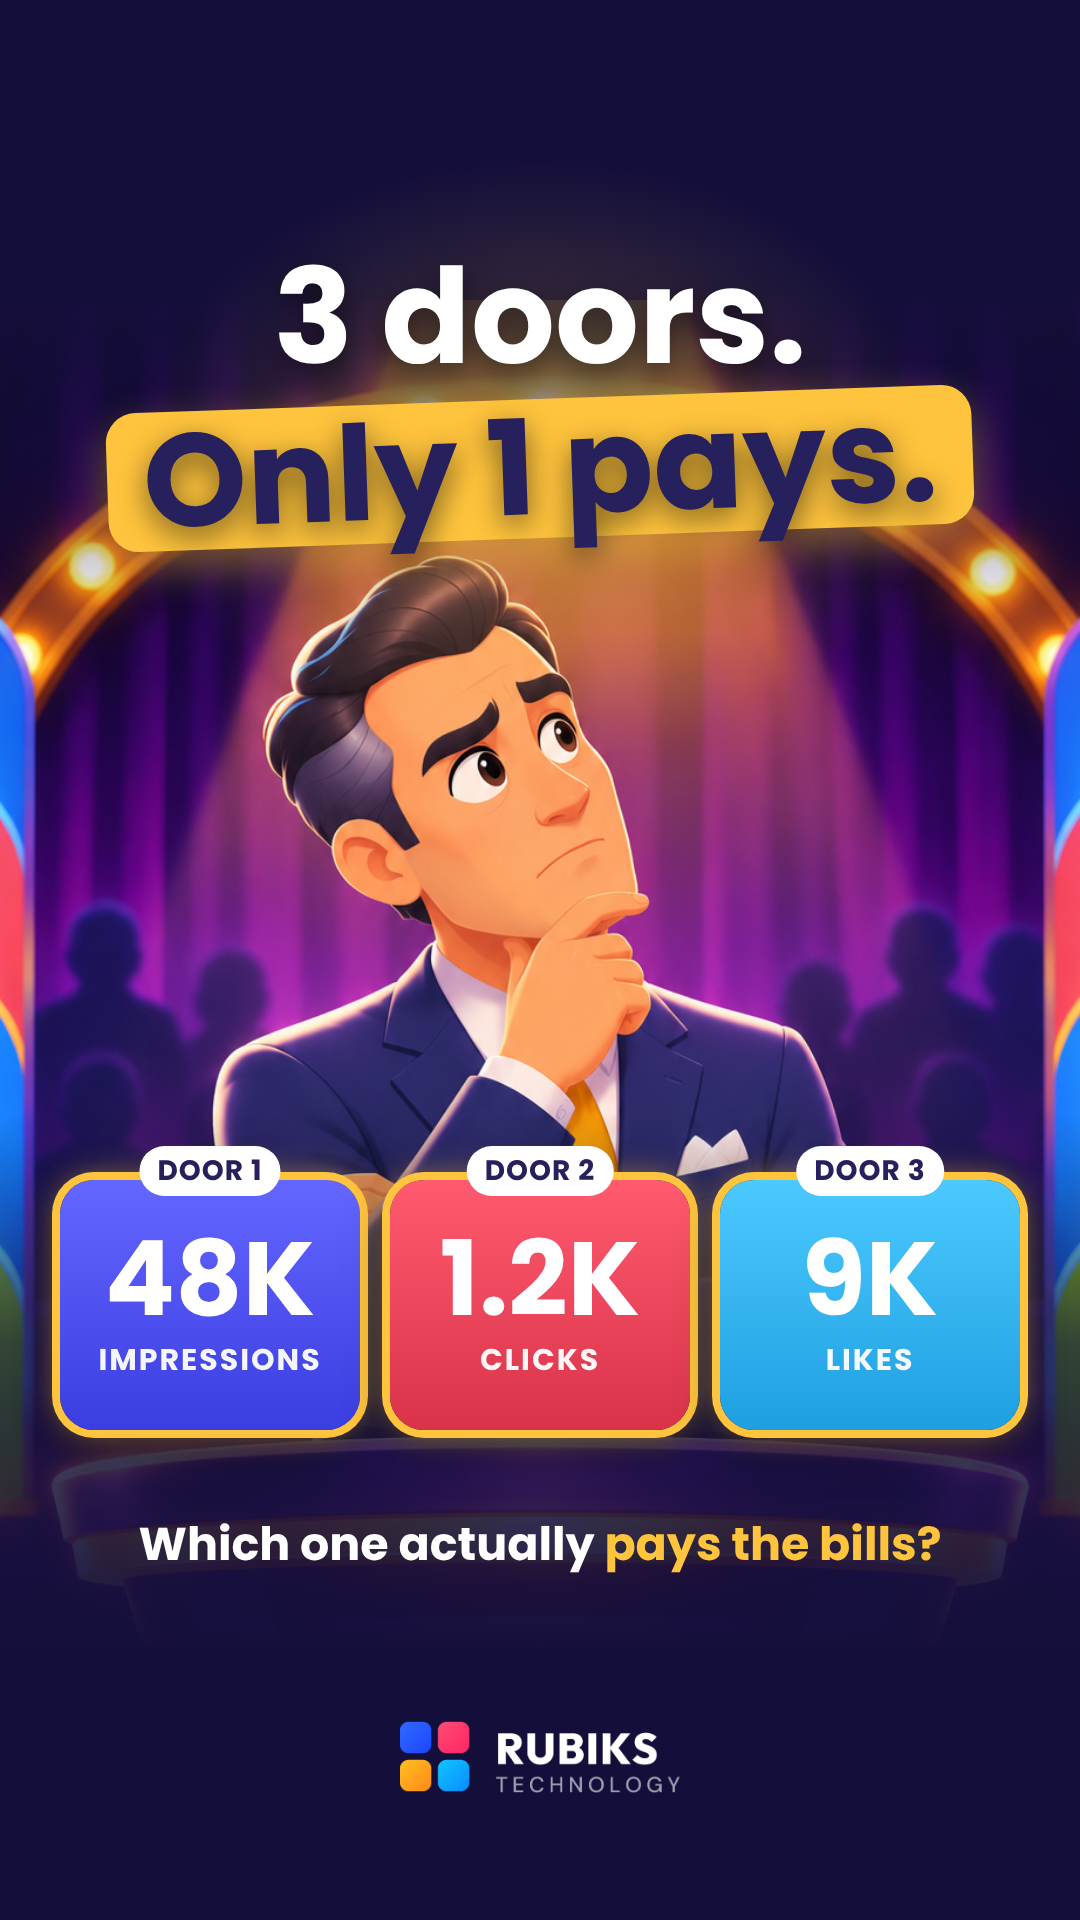 3 doors.
Only 1 pays.
DOOR 1
48K
IMPRESSIONS
DOOR 2
1.2K
CLICKS
DOOR 3
9K
LIKES
Which one actually pays the bills?
RUBIKS
TECHNOLOGY